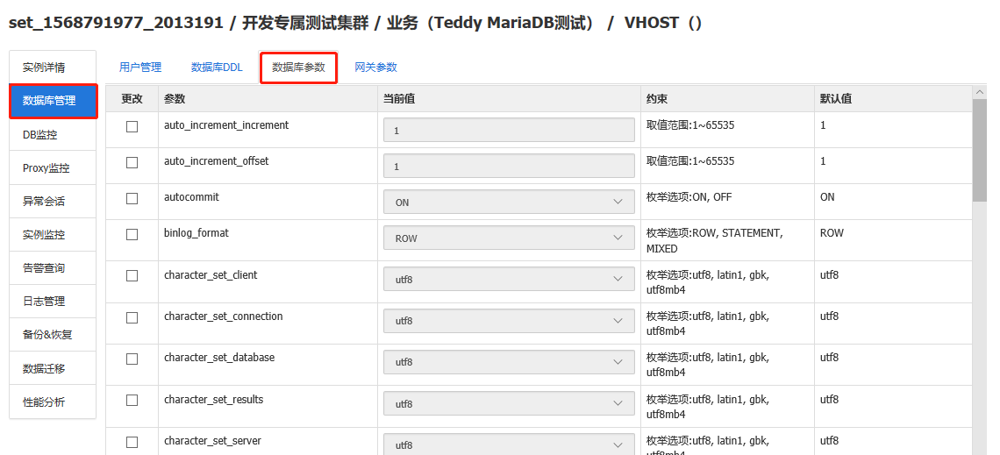 set_1568791977_2013191 / 开发专属测试集群 / 业务（Teddy MariaDB测试） / VHOST（）
实例详情
数据库管理
DB监控
Proxy监控
异常会话
实例监控
告警查询
日志管理
备份&恢复
数据迁移
性能分析
用户管理 数据库DDL 数据库参数 网关参数
更改 参数 当前值 约束 默认值
auto_increment_increment 1 取值范围:1~65535 1
auto_increment_offset 1 取值范围:1~65535 1
autocommit ON 枚举选项:ON, OFF ON
binlog_format ROW 枚举选项:ROW, STATEMENT, ROW
MIXED
character_set_client utf8 枚举选项:utf8, latin1, gbk, utf8
utf8mb4
character_set_connection utf8 枚举选项:utf8, latin1, gbk, utf8
utf8mb4
character_set_database utf8 枚举选项:utf8, latin1, gbk, utf8
utf8mb4
character_set_results utf8 枚举选项:utf8, latin1, gbk, utf8
utf8mb4
character_set_server utf8 枚举选项:utf8, latin1, gbk, utf8
utf8mb4